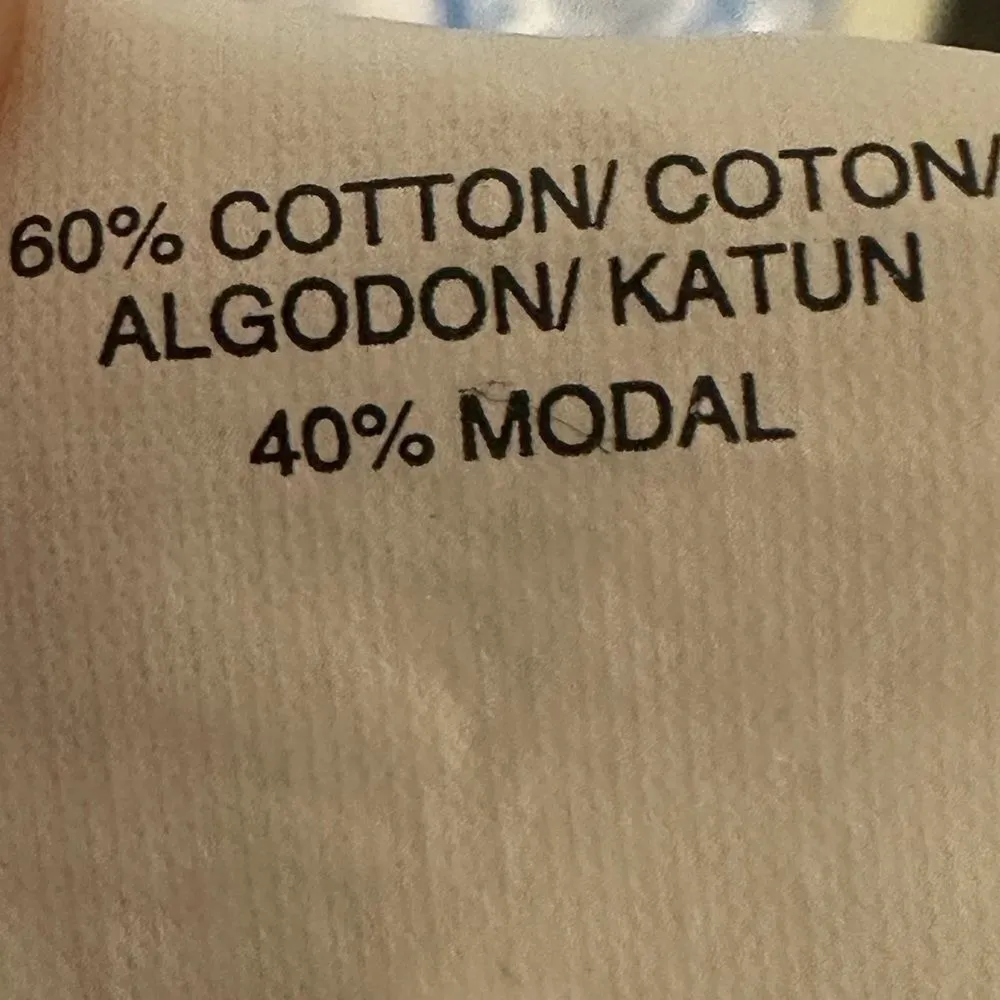 60% COTTON/ COTON/
ALGODON/ KATUN
40% MODAL